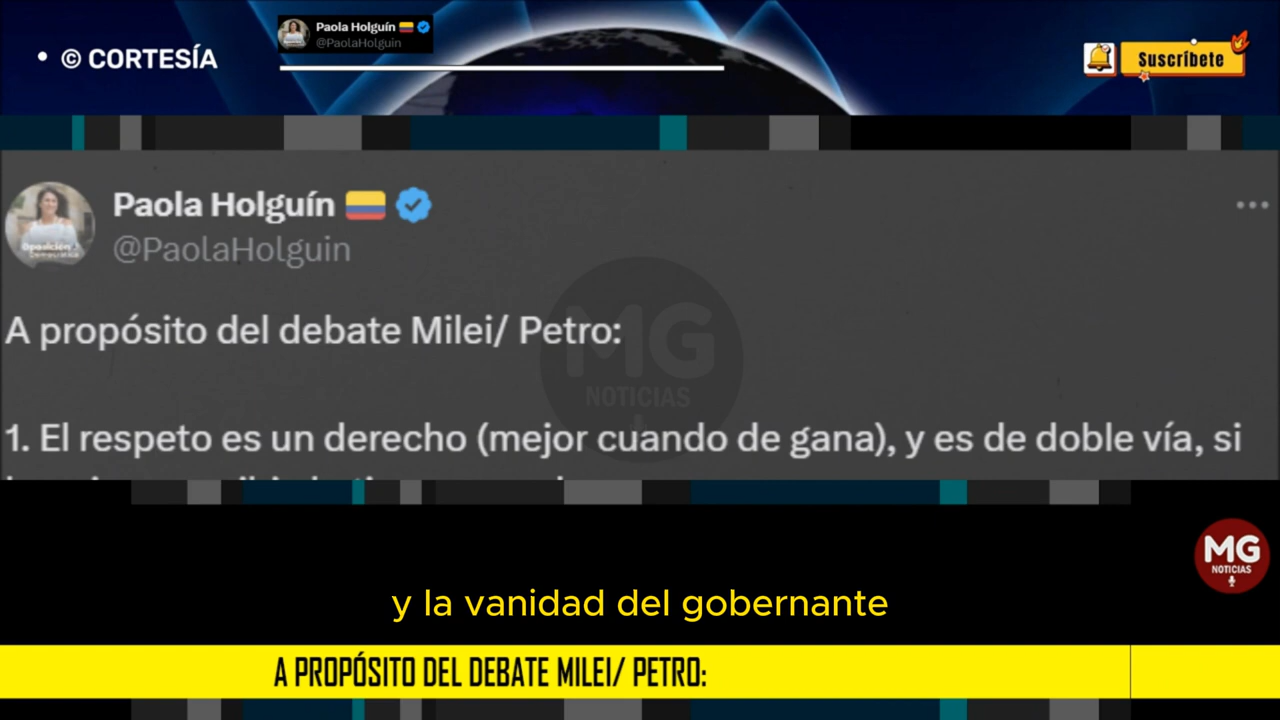 • © CORTESÍA
Paola Holguín
@PaolaHolguin
Suscríbete
Paola Holguín
@PaolaHolguin
A propósito del debate Milei/ Petro:
MG
NOTICIAS
1. El respeto es un derecho (mejor cuando de gana), y es de doble vía, si
MG
NOTICIAS
y la vanidad del gobernante
A PROPÓSITO DEL DEBATE MILEI/ PETRO: